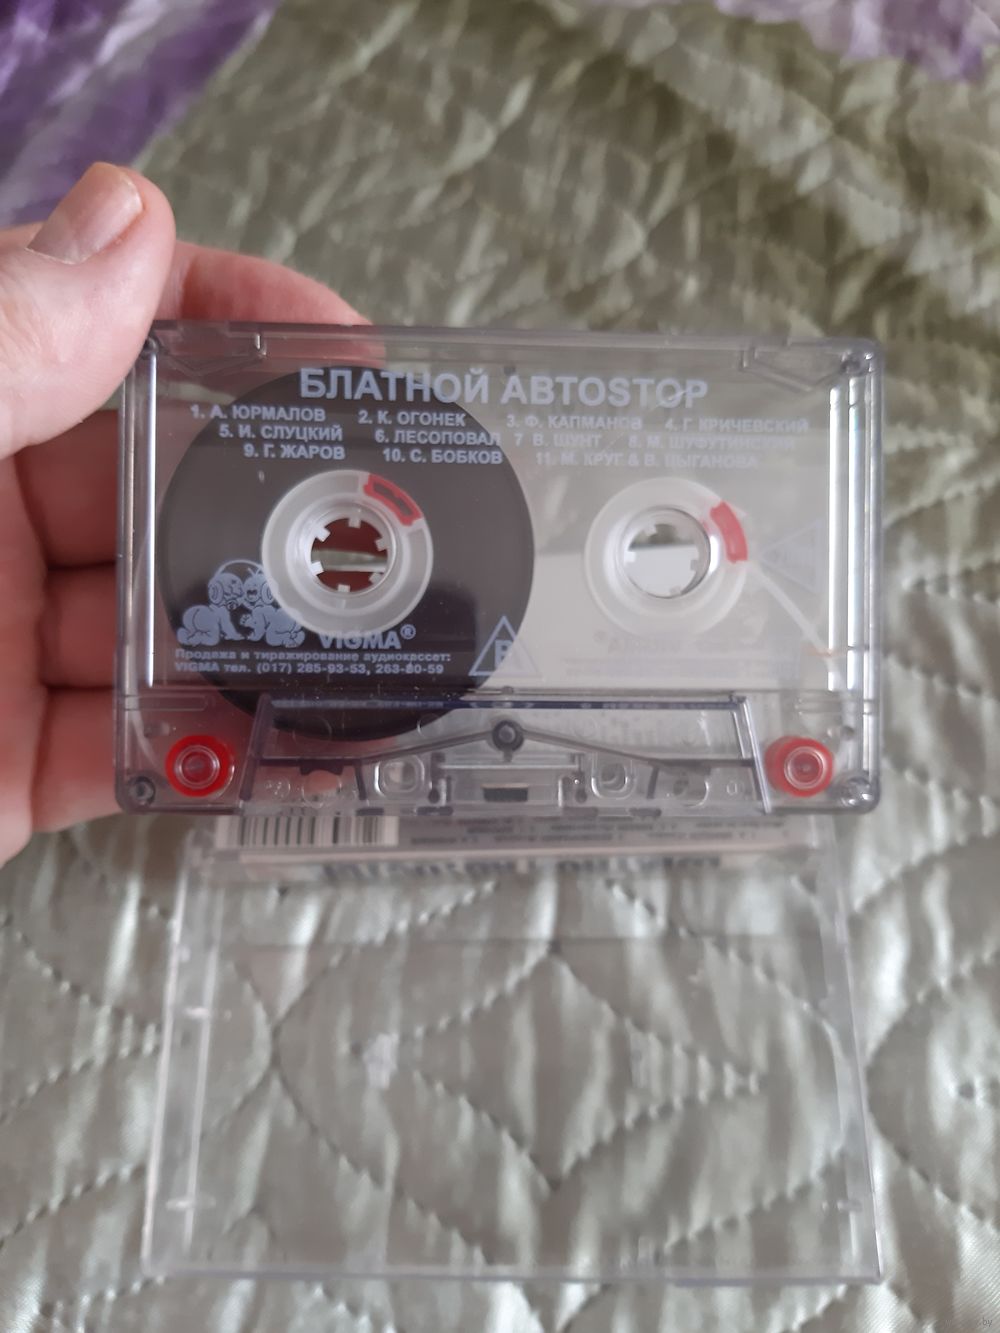 БЛАТНОЙ АВТОSTOP
1. А. ЮРМАЛОВ 2. К. ОГОНЕК 3. Ф. КАПМАНОВ 4. Г. КРИЧЕВСКИЙ
5. И. СЛУЦКИЙ 6. ЛЕСОПОВАЛ 7 В. ШУНТ 8. М. ШУФУТИНСКИЙ
9. Г. ЖАРОВ 10. С. БОБКОВ 11. М. КРУГ & В. ЦЫГАНОВА
VIGMA®
Продажа и тиражирование аудиокассет:
VIGMA тел. (017) 285-93-53, 263-80-59
B